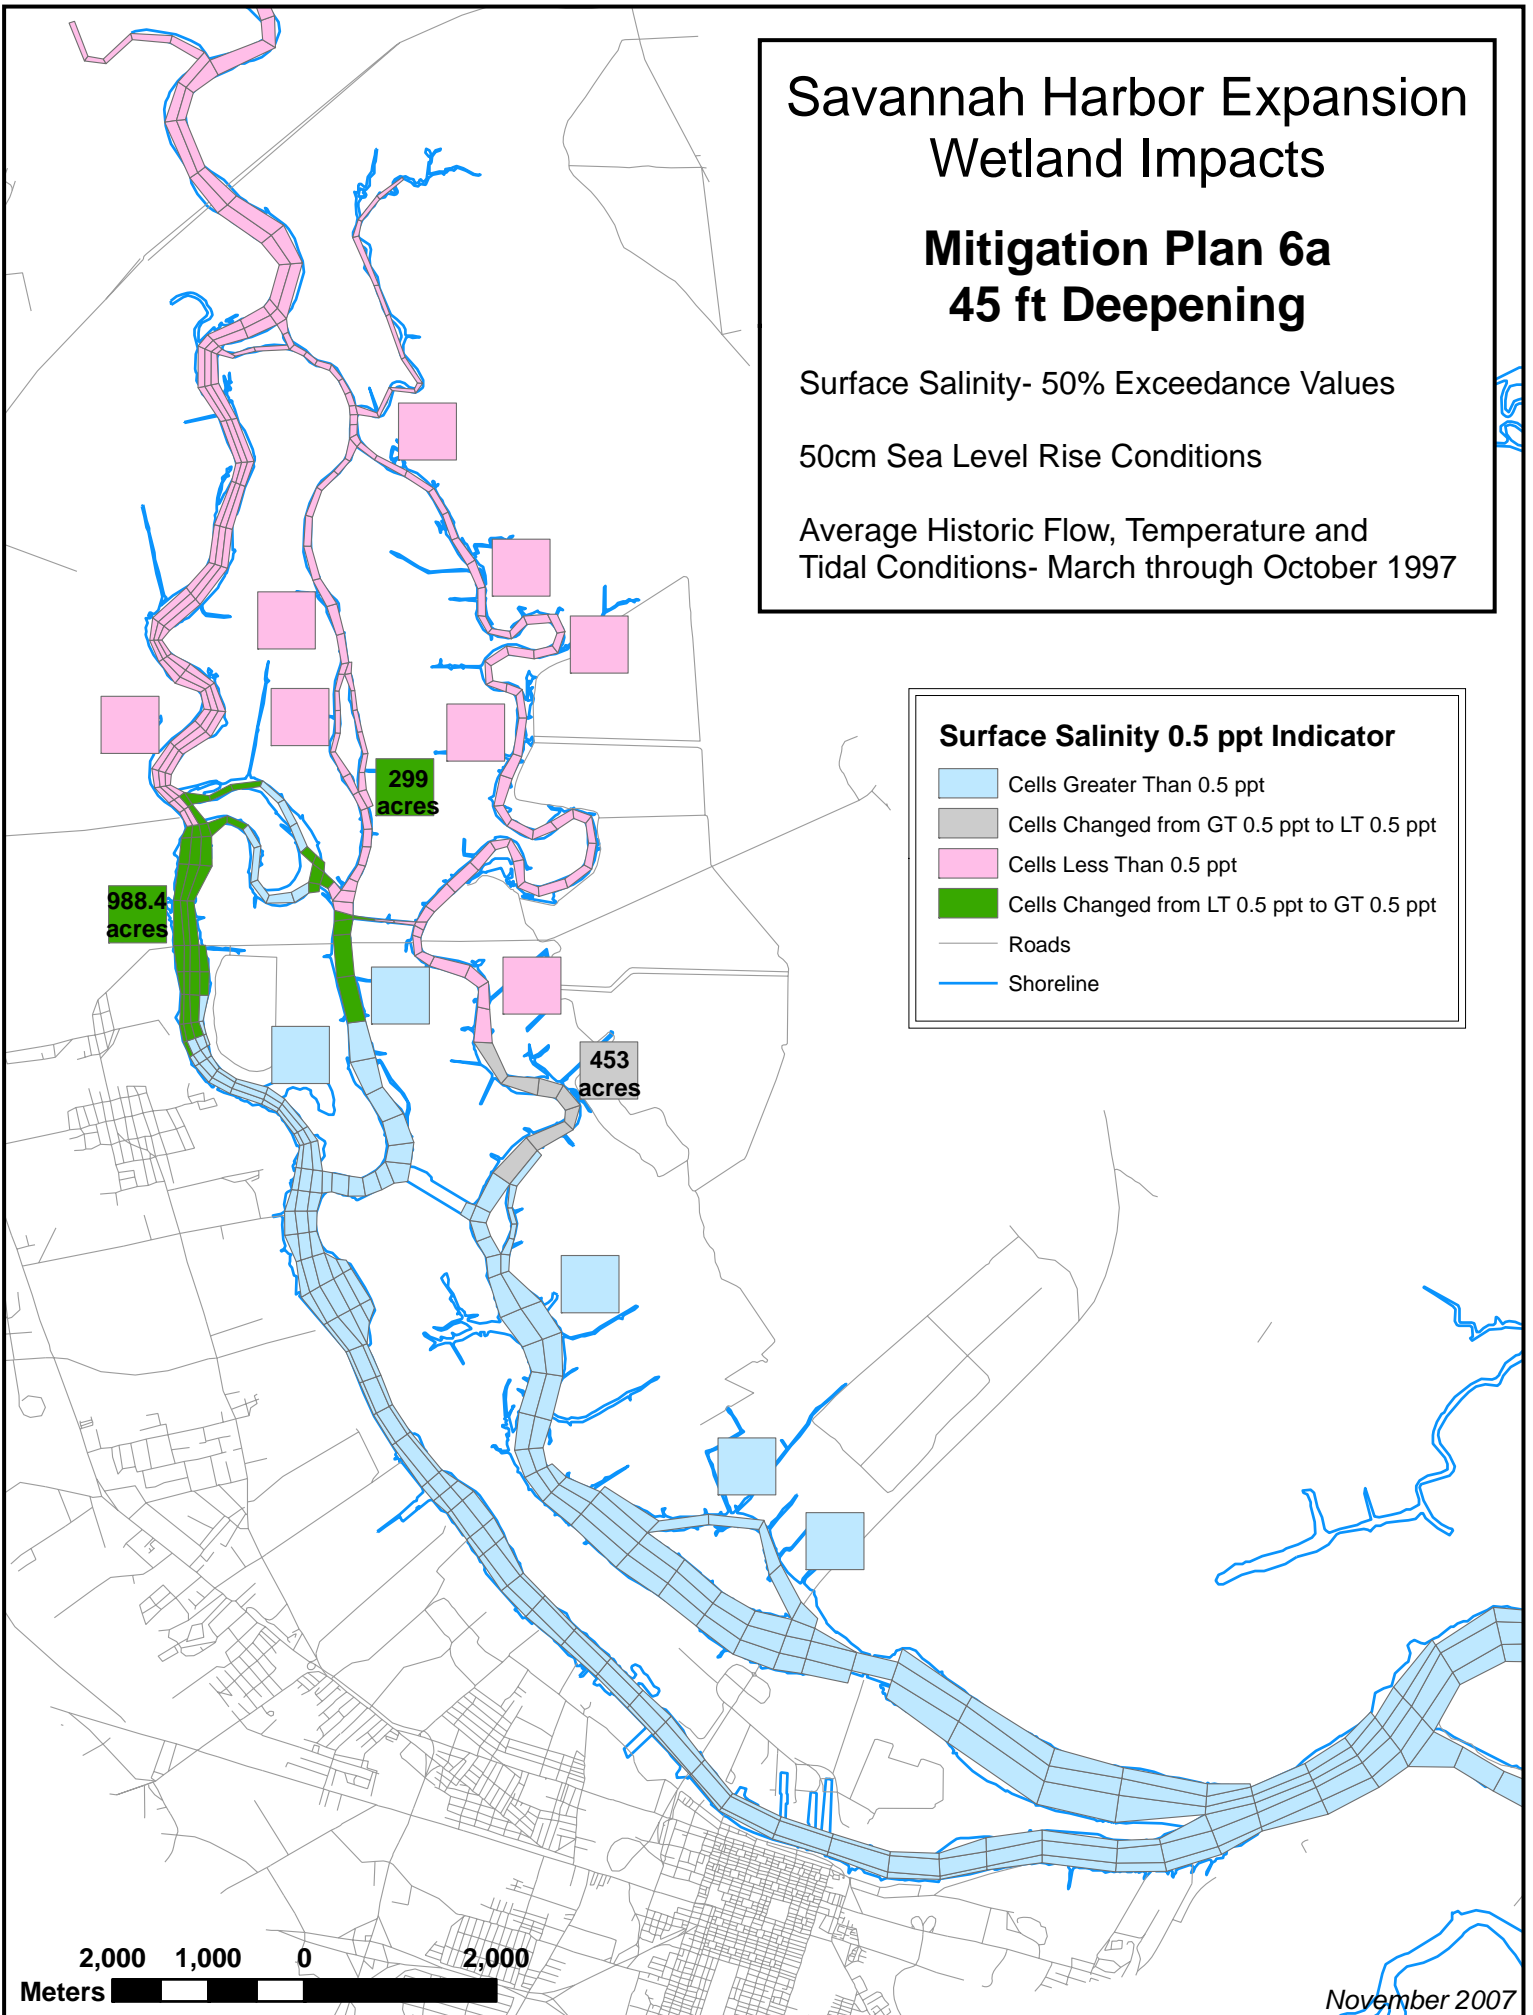 Savannah Harbor Expansion
Wetland Impacts
Mitigation Plan 6a
45 ft Deepening
Surface Salinity- 50% Exceedance Values
50cm Sea Level Rise Conditions
Average Historic Flow, Temperature and
Tidal Conditions- March through October 1997
Surface Salinity 0.5 ppt Indicator
Cells Greater Than 0.5 ppt
Cells Changed from GT 0.5 ppt to LT 0.5 ppt
Cells Less Than 0.5 ppt
Cells Changed from LT 0.5 ppt to GT 0.5 ppt
Roads
Shoreline
299
acres
988.4
acres
453
acres
2,000 1,000 0 2,000
Meters
November 2007